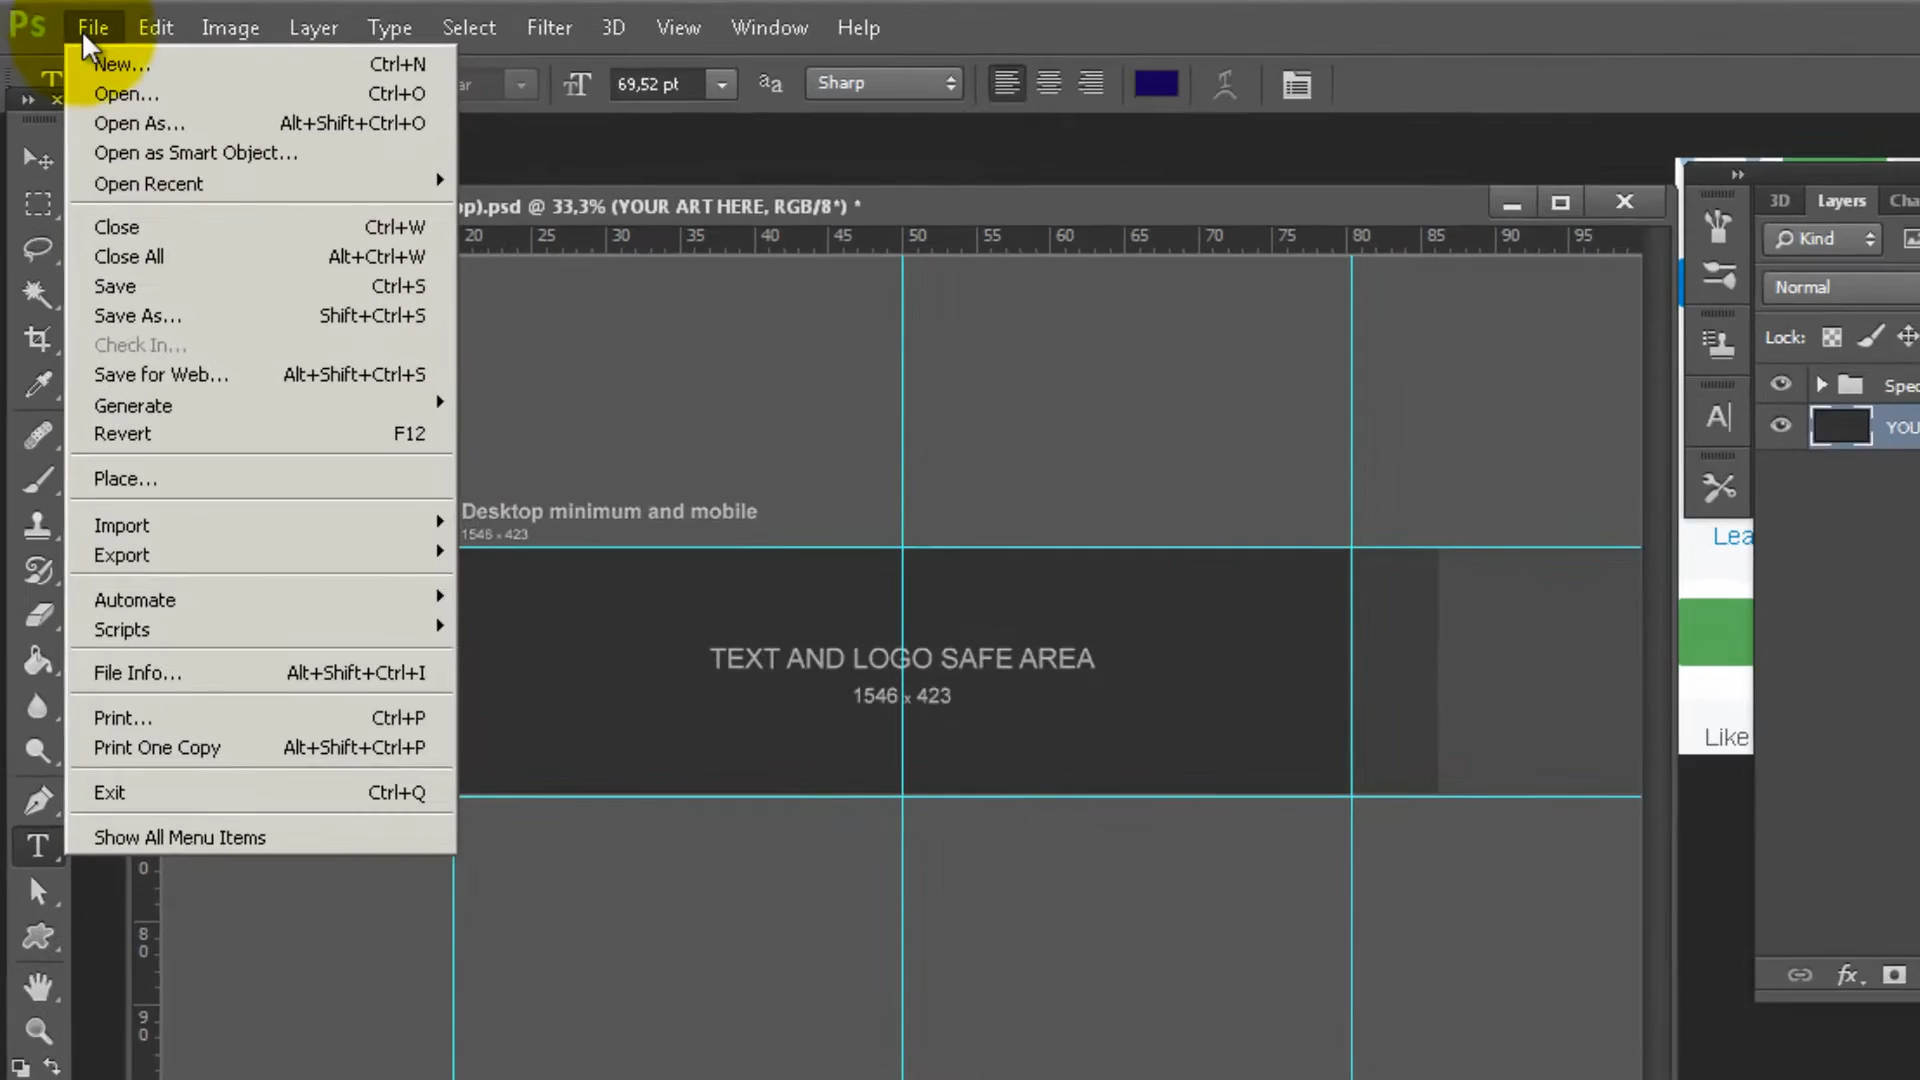 Ps File Edit Image Layer Type Select Filter 3D View Window Help
T 69,52 pt aa Sharp
New... Ctrl+N
Open... Ctrl+O
Open As... Alt+Shift+Ctrl+O
Open as Smart Object...
Open Recent
Close Ctrl+W
Close All Alt+Ctrl+W
Save Ctrl+S
Save As... Shift+Ctrl+S
Check In...
Save for Web... Alt+Shift+Ctrl+S
Generate
Revert F12
Place...
Import
Export
Automate
Scripts
File Info... Alt+Shift+Ctrl+I
Print... Ctrl+P
Print One Copy Alt+Shift+Ctrl+P
Exit Ctrl+Q
Show All Menu Items
p).psd @ 33,3% (YOUR ART HERE, RGB/8*) *
20 25 30 35 40 45 50 55 60 65 70 75 80 85 90 95
Desktop minimum and mobile
1546 x 423
TEXT AND LOGO SAFE AREA
1546 x 423
0
80
90
3D Layers Cha
Kind
Normal
Lock:
Spec
YOU
Lea
Like
fx